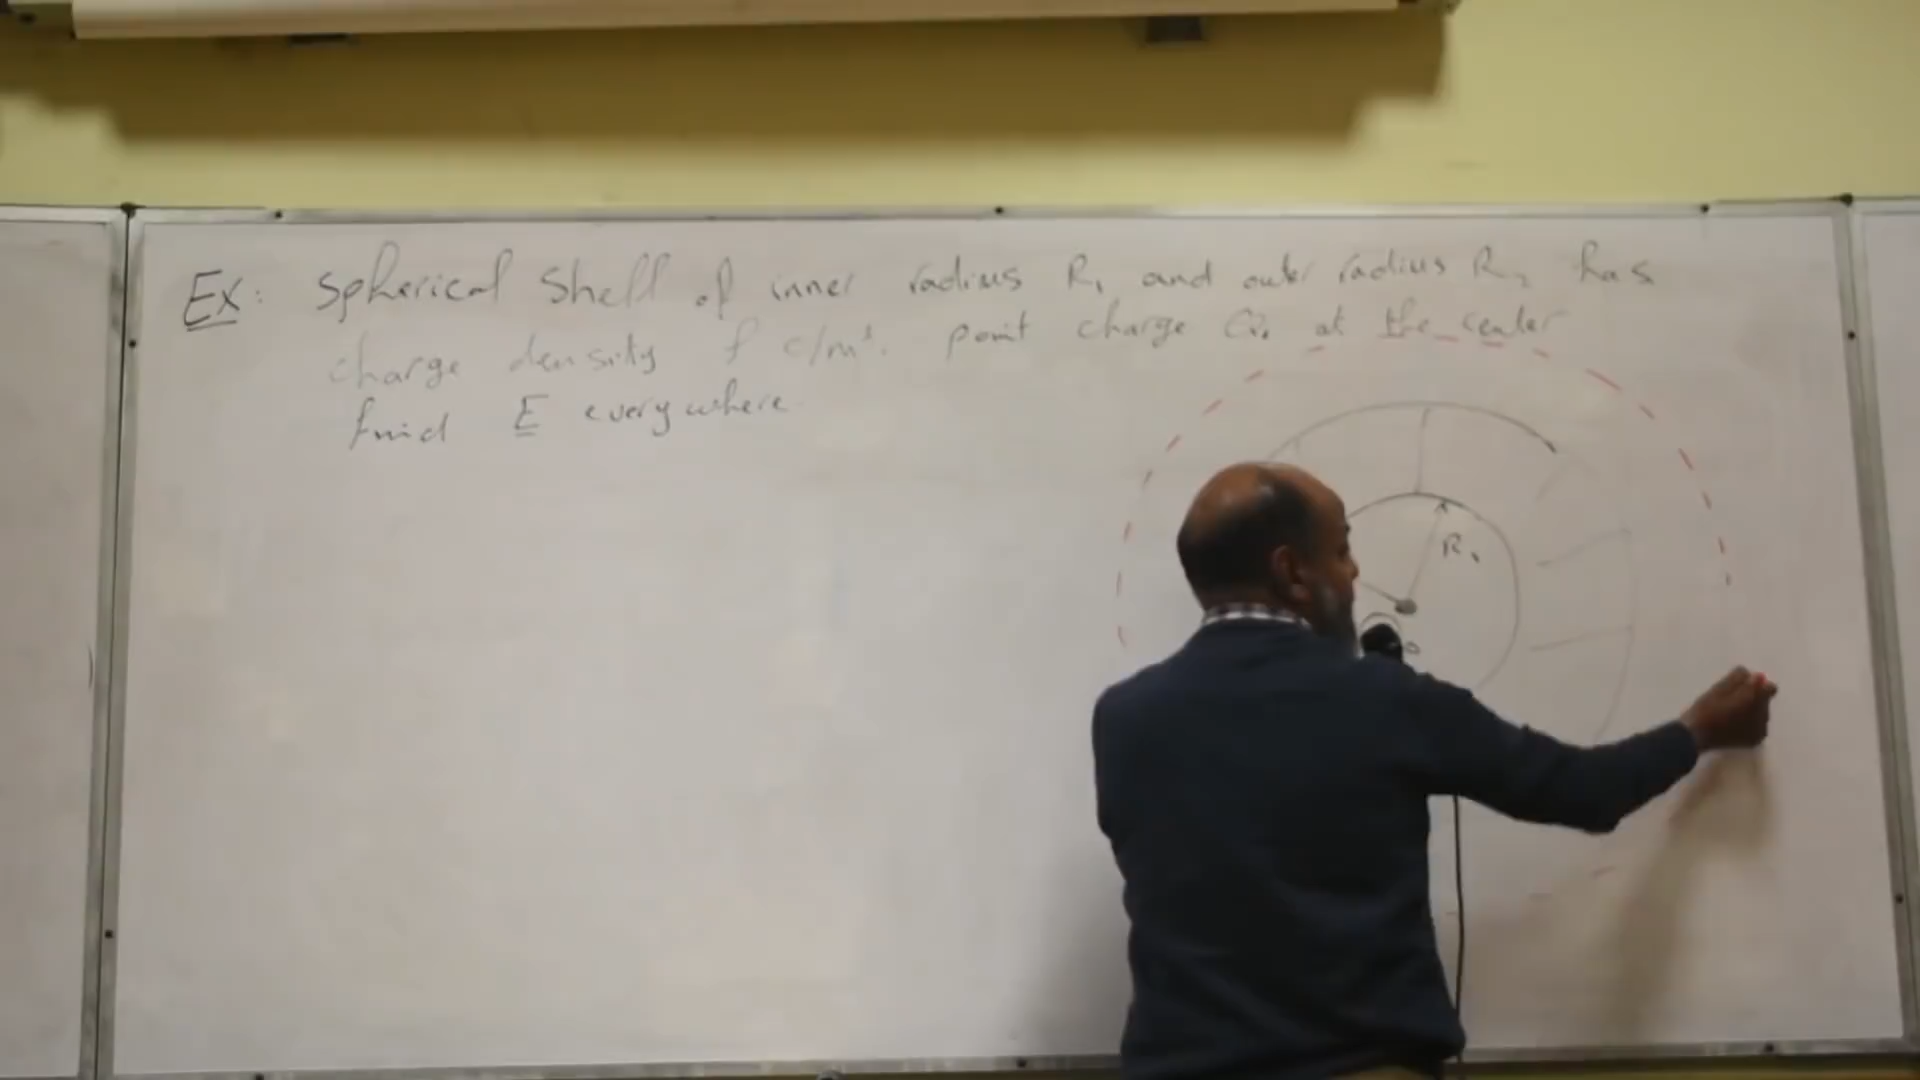 Ex: Spherical shell of inner radius R₁ and outer radius R₂ has
charge density ρ c/m³. point charge Q₀ at the center
find E everywhere.
R₁